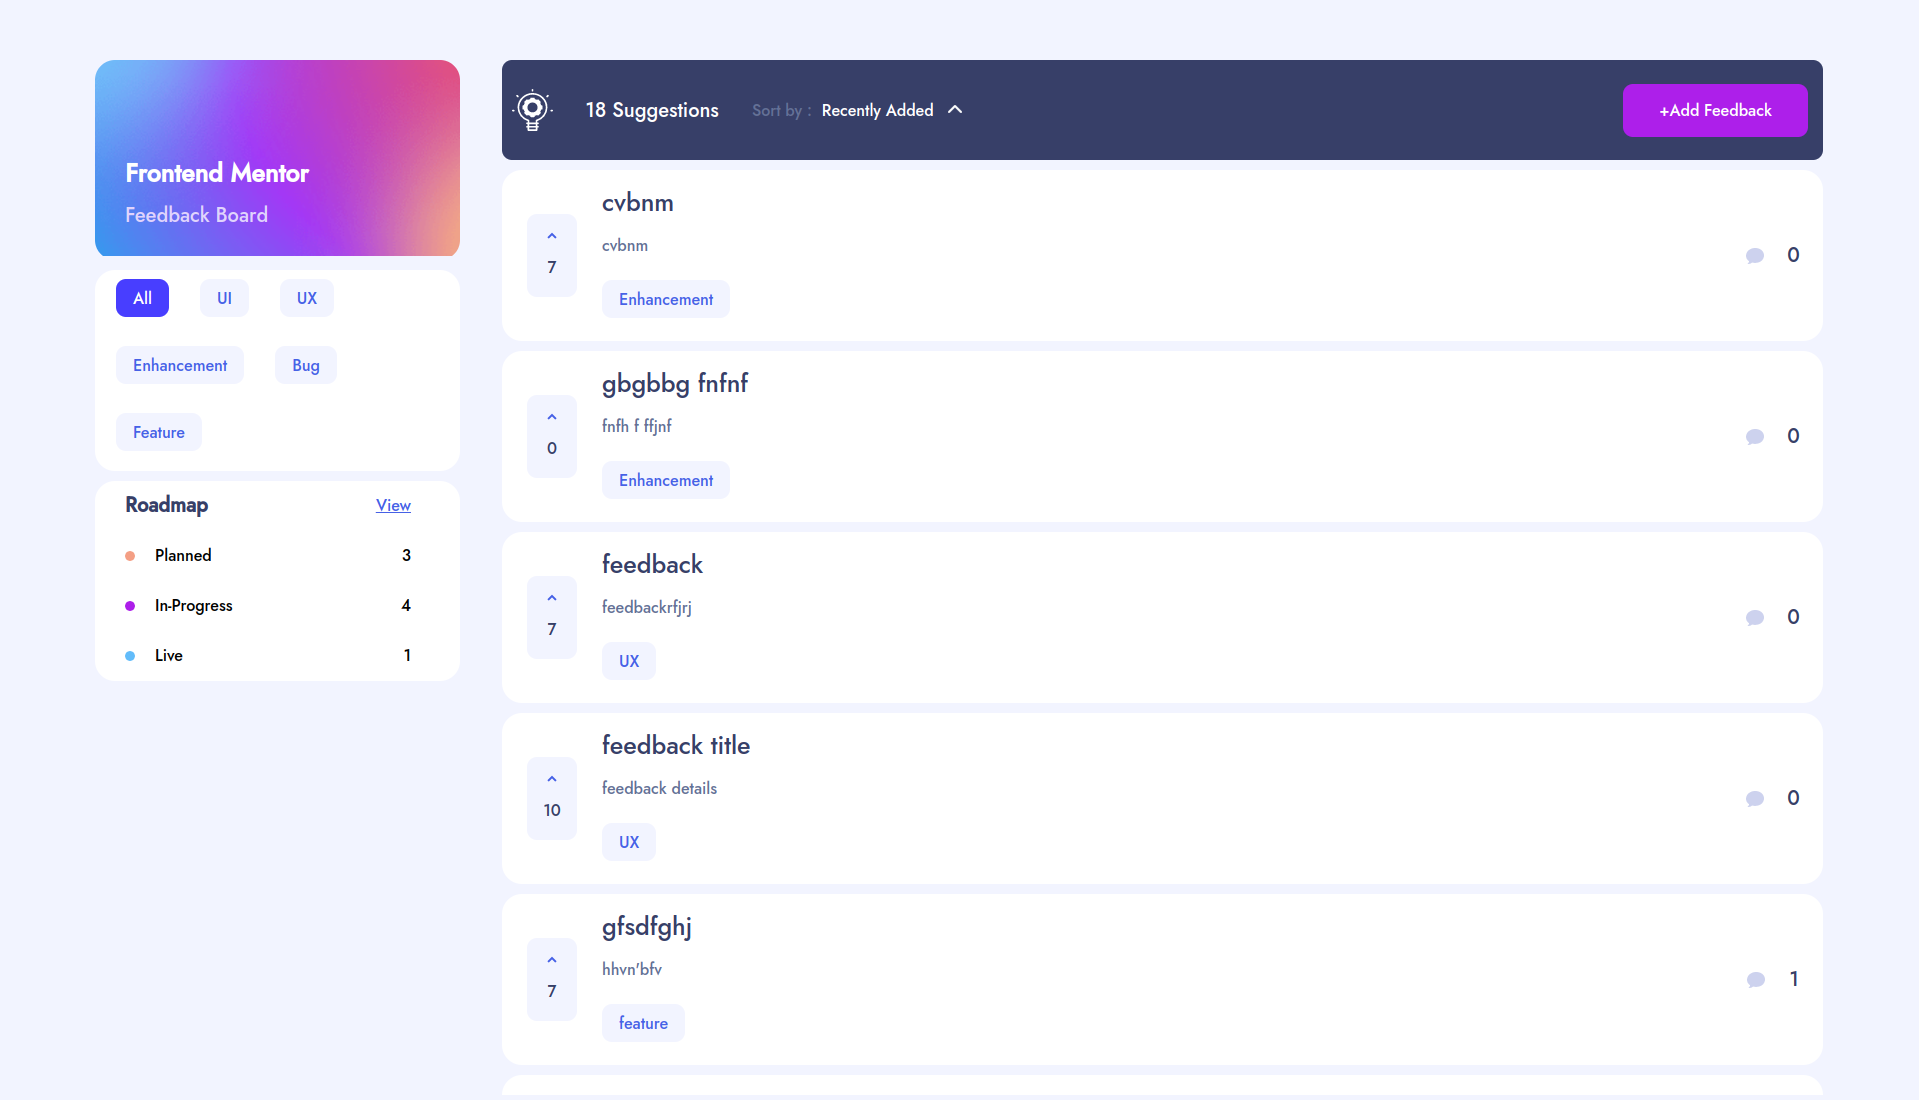 Frontend Mentor
Feedback Board
All UI UX
Enhancement Bug
Feature
Roadmap View
Planned 3
In-Progress 4
Live 1
18 Suggestions Sort by : Recently Added +Add Feedback
cvbnm
cvbnm
Enhancement
7
0
gbgbbg fnfnf
fnfh f ffjnf
Enhancement
0
0
feedback
feedbackrfjrj
UX
7
0
feedback title
feedback details
UX
10
0
gfsdfghj
hhvn'bfv
feature
7
1